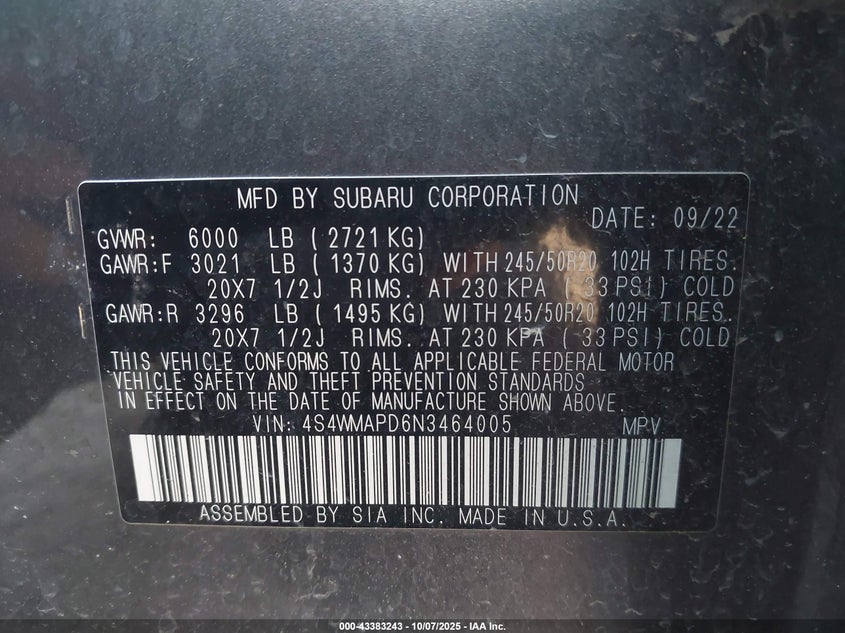 MFD BY SUBARU CORPORATION
DATE: 09/22
GVWR: 6000 LB ( 2721 KG)
GAWR:F 3021 LB ( 1370 KG) WITH 245/50R20 102H TIRES.
20X7 1/2J RIMS. AT 230 KPA ( 33 PSI) COLD
GAWR:R 3296 LB ( 1495 KG) WITH 245/50R20 102H TIRES.
20X7 1/2J RIMS. AT 230 KPA ( 33 PSI) COLD
THIS VEHICLE CONFORMS TO ALL APPLICABLE FEDERAL MOTOR
VEHICLE SAFETY AND THEFT PREVENTION STANDARDS
IN EFFECT ON THE DATE OF MANUFACTURE SHOWN ABOVE.
VIN: 4S4WMAPD6N3464005 MPV
ASSEMBLED BY SIA INC. MADE IN U.S.A.
000-43383243 - 10/07/2025 - IAA Inc.